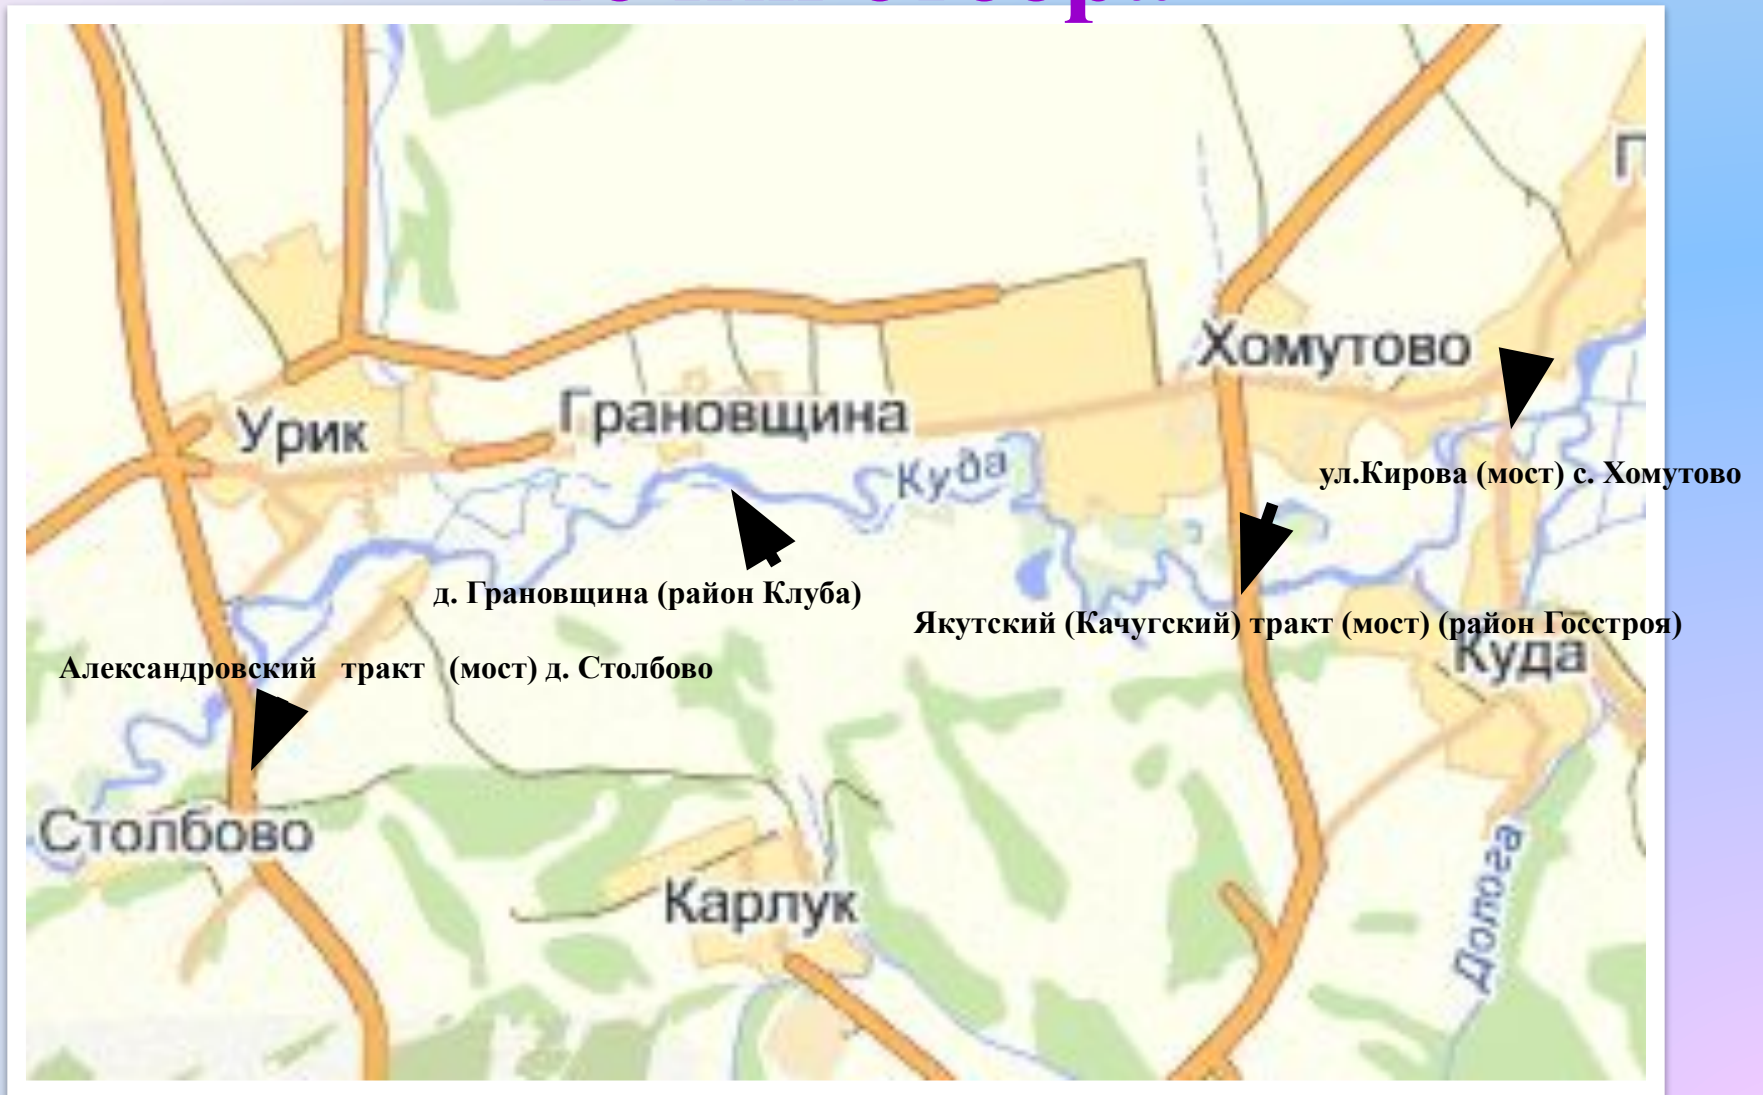 П
Хомутово
Грановщина
Урик
Куда
ул.Кирова (мост) с. Хомутово
д. Грановщина (район Клуба)
Якутский (Качугский) тракт (мост) (район Госстроя)
Куда
Александровский тракт (мост) д. Столбово
Столбово
Карлук